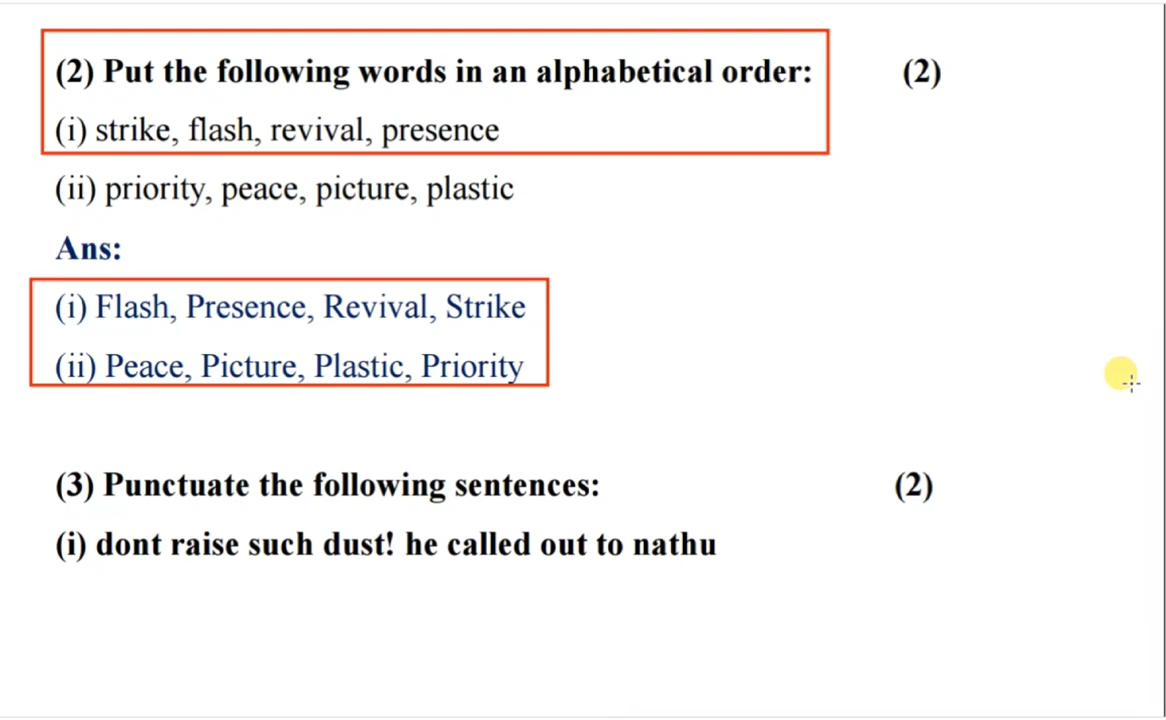 (2) Put the following words in an alphabetical order: (2)
(i) strike, flash, revival, presence
(ii) priority, peace, picture, plastic
Ans:
(i) Flash, Presence, Revival, Strike
(ii) Peace, Picture, Plastic, Priority
(3) Punctuate the following sentences: (2)
(i) dont raise such dust! he called out to nathu